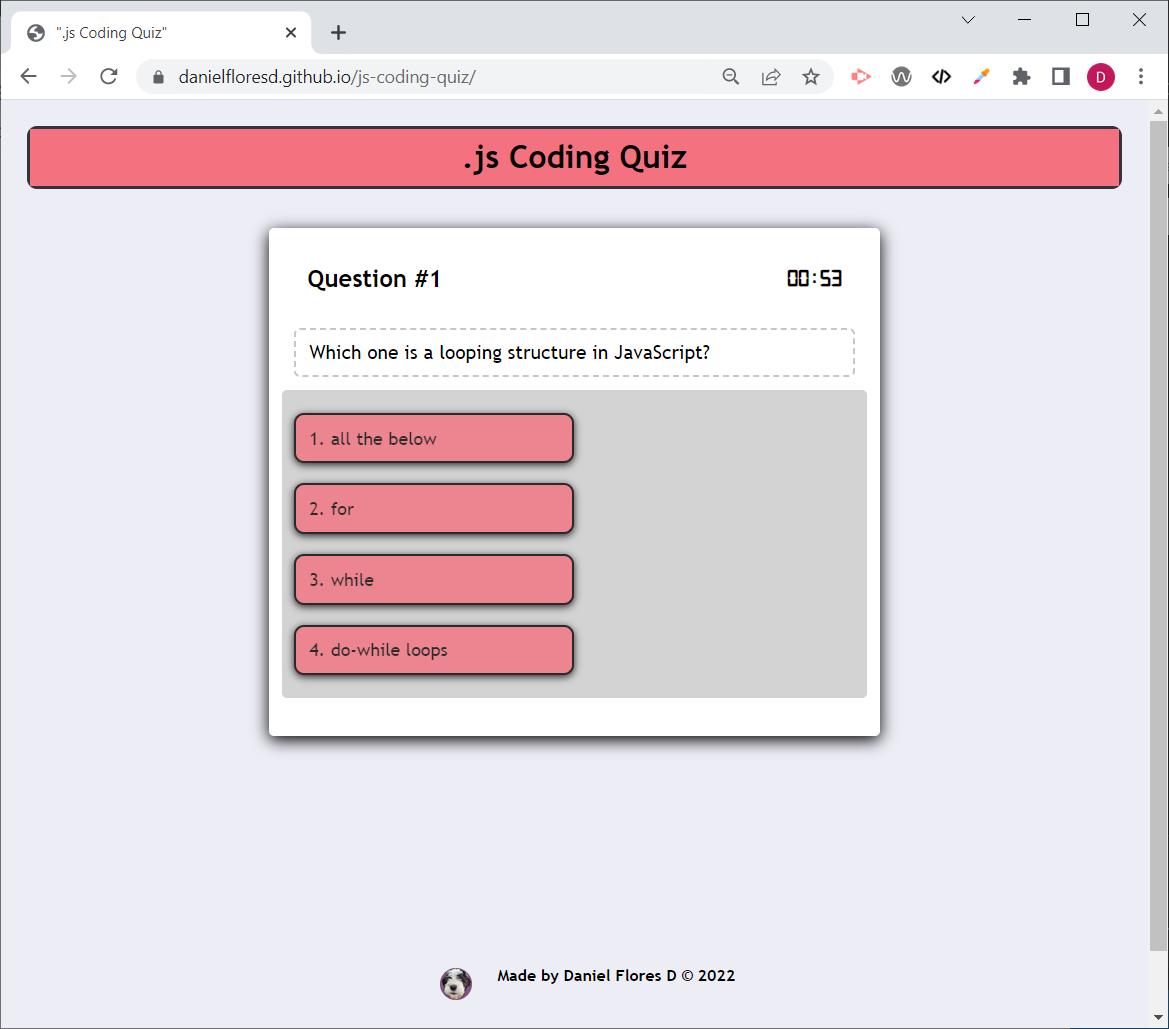 ".js Coding Quiz"
danielfloresd.github.io/js-coding-quiz/
D
.js Coding Quiz
Question #1 00:53
Which one is a looping structure in JavaScript?
1. all the below
2. for
3. while
4. do-while loops
Made by Daniel Flores D © 2022